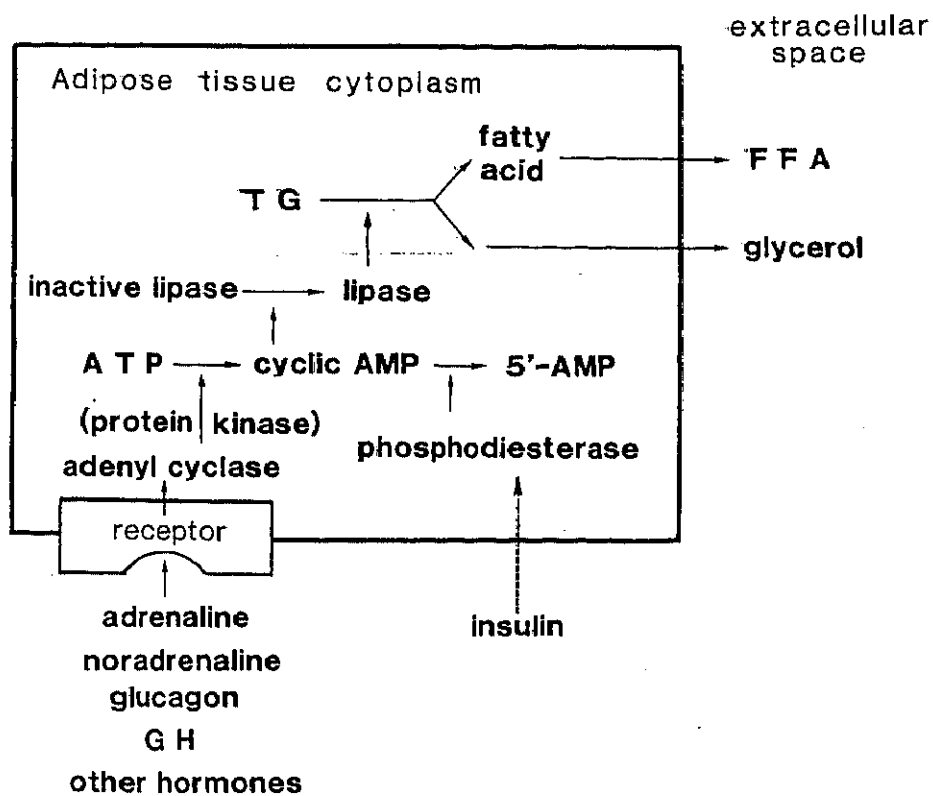 extracellular
space
Adipose tissue cytoplasm
fatty
acid
FFA
TG
glycerol
inactive lipase
lipase
ATP
cyclic AMP
5'-AMP
(protein kinase)
phosphodiesterase
adenyl cyclase
receptor
adrenaline
insulin
noradrenaline
glucagon
GH
other hormones